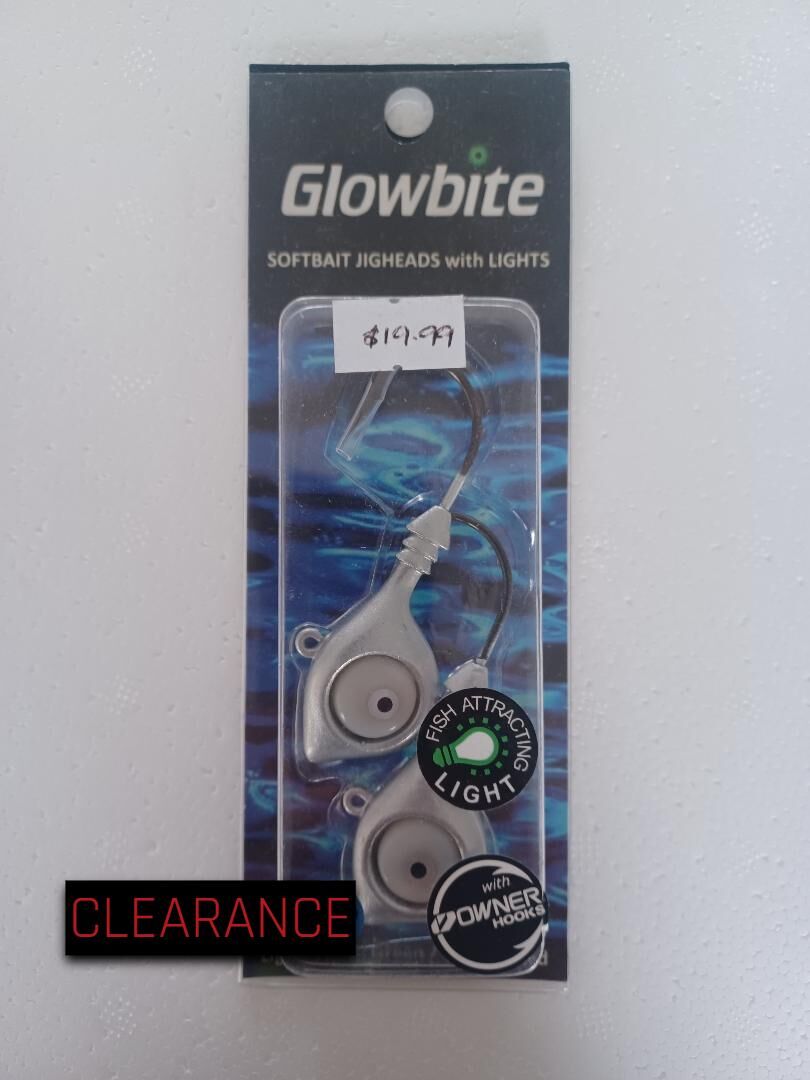 Glowbite
SOFTBAIT JIGHEADS with LIGHTS
$19.99
FISH ATTRACTING
LIGHT
with
OWNER
HOOKS
CLEARANCE